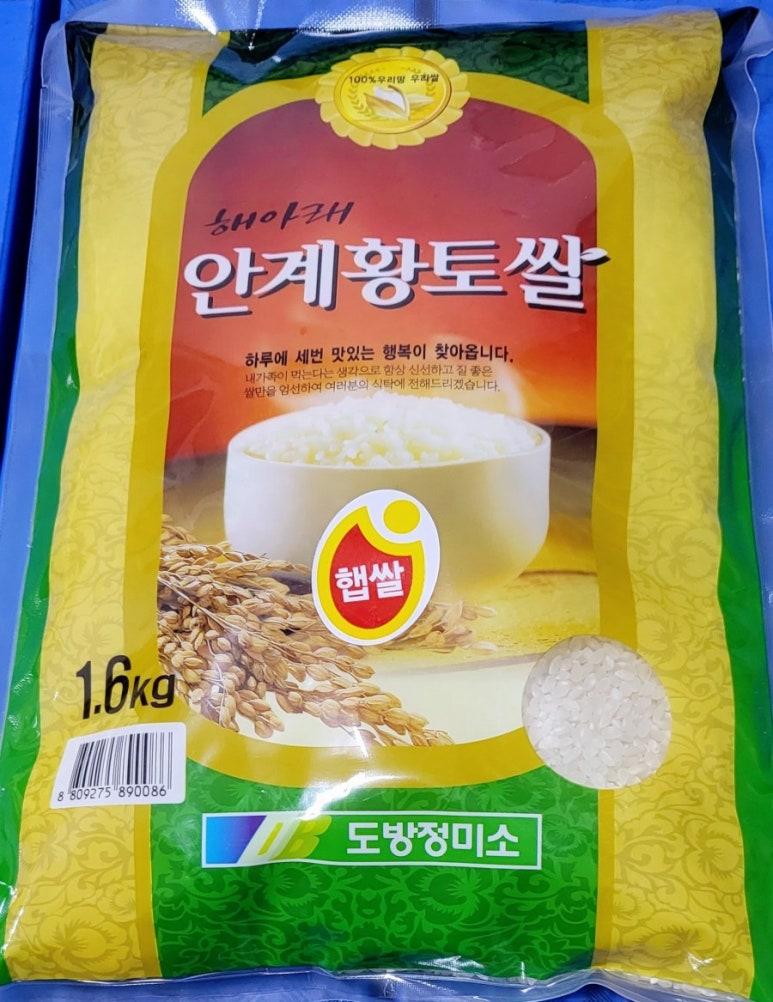 100%우리땅 우리쌀
해아래
안계황토쌀
하루에 세번 맛있는 행복이 찾아옵니다.
내가족이 먹는다는 생각으로 항상 신선하고 질 좋은
쌀만을 엄선하여 여러분의 식탁에 전해드리겠습니다.
햅쌀
1.6kg
8 809275 890086
도방정미소